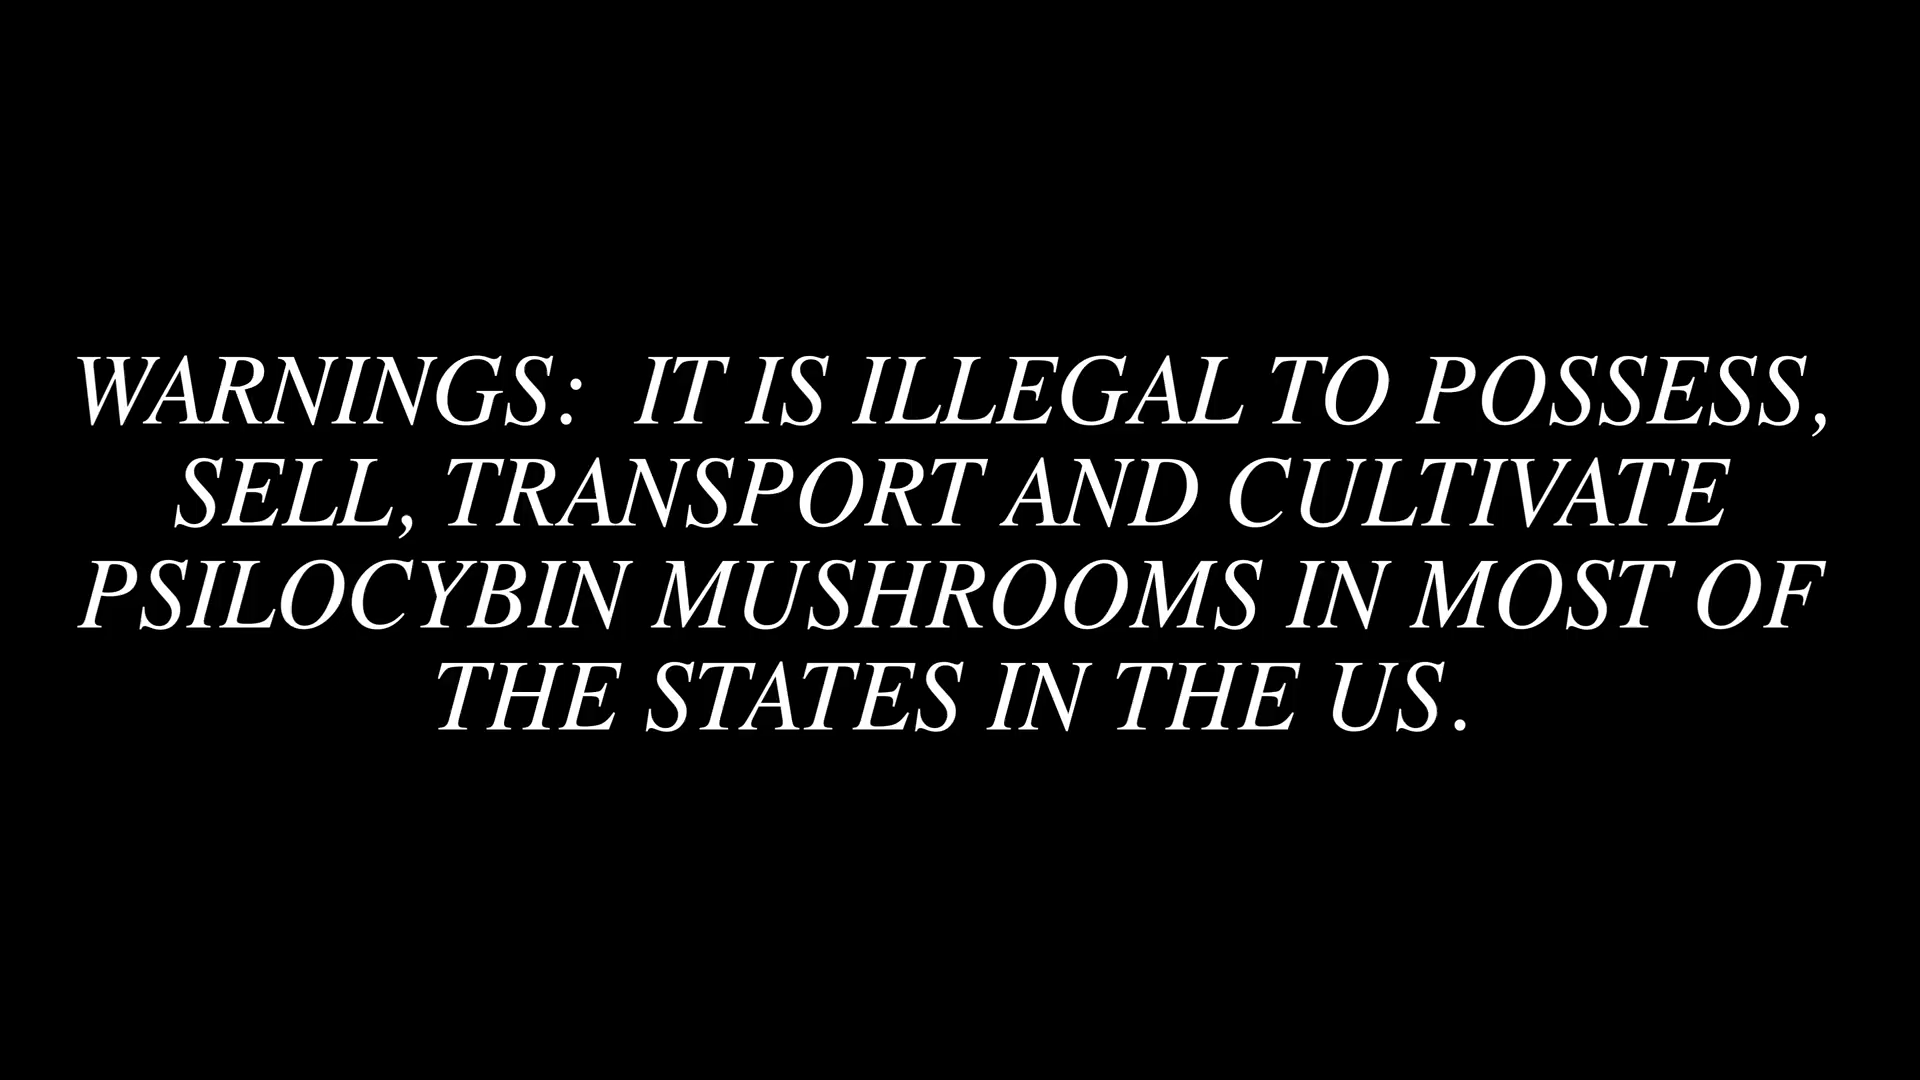 WARNINGS:  IT IS ILLEGAL TO POSSESS,
SELL, TRANSPORT AND CULTIVATE
PSILOCYBIN MUSHROOMS IN MOST OF
THE STATES IN THE US.